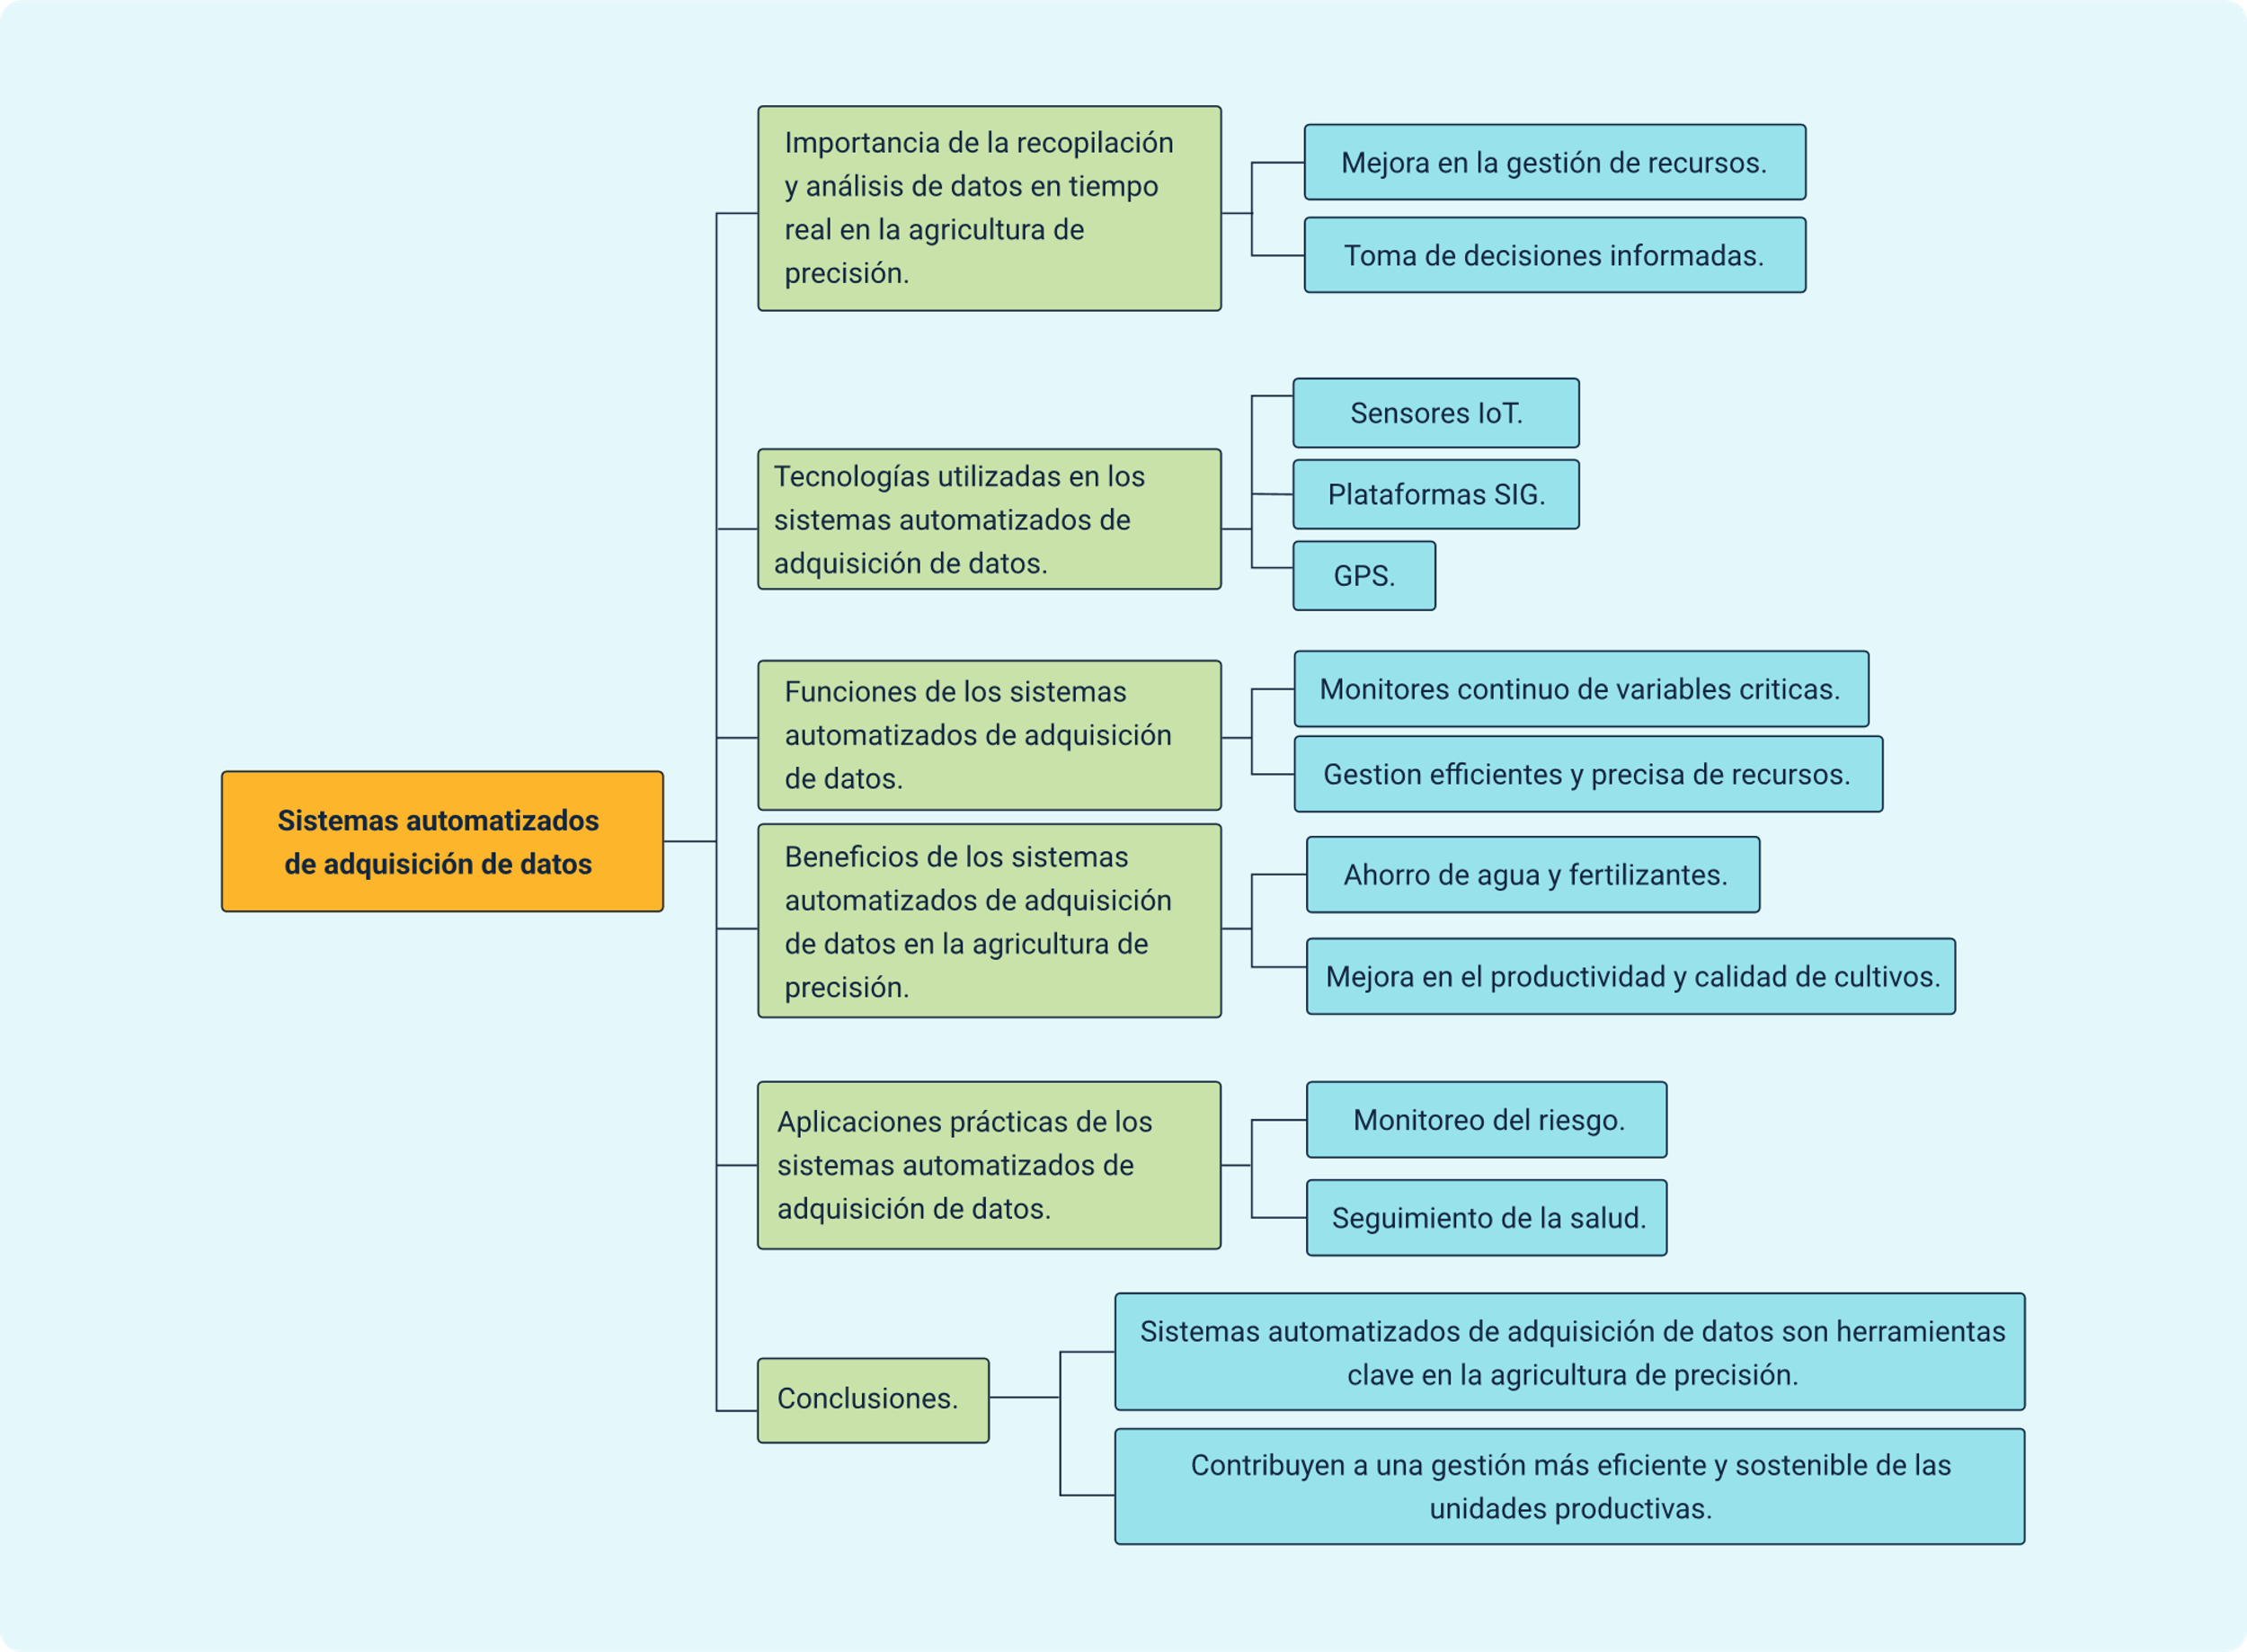 Sistemas automatizados
de adquisición de datos
Importancia de la recopilación
y análisis de datos en tiempo
real en la agricultura de
precisión.
Mejora en la gestión de recursos.
Toma de decisiones informadas.
Tecnologías utilizadas en los
sistemas automatizados de
adquisición de datos.
Sensores IoT.
Plataformas SIG.
GPS.
Funciones de los sistemas
automatizados de adquisición
de datos.
Monitores continuo de variables criticas.
Gestion efficientes y precisa de recursos.
Beneficios de los sistemas
automatizados de adquisición
de datos en la agricultura de
precisión.
Ahorro de agua y fertilizantes.
Mejora en el productividad y calidad de cultivos.
Aplicaciones prácticas de los
sistemas automatizados de
adquisición de datos.
Monitoreo del riesgo.
Seguimiento de la salud.
Conclusiones.
Sistemas automatizados de adquisición de datos son herramientas
clave en la agricultura de precisión.
Contribuyen a una gestión más eficiente y sostenible de las
unidades productivas.